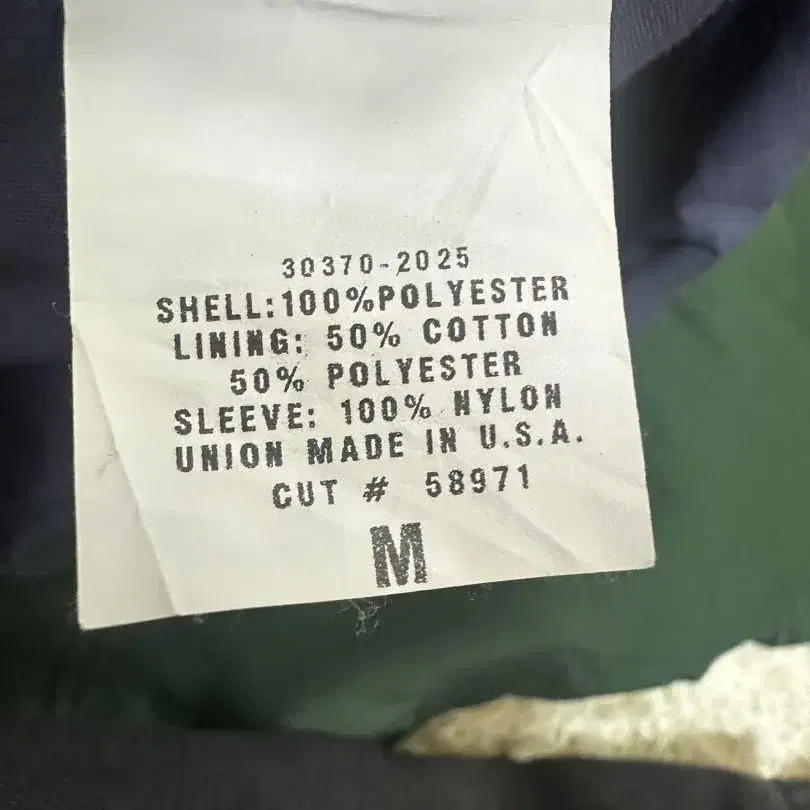 30370-2025
SHELL:100%POLYESTER
LINING: 50% COTTON
50% POLYESTER
SLEEVE: 100% NYLON
UNION MADE IN U.S.A.
CUT # 58971
M